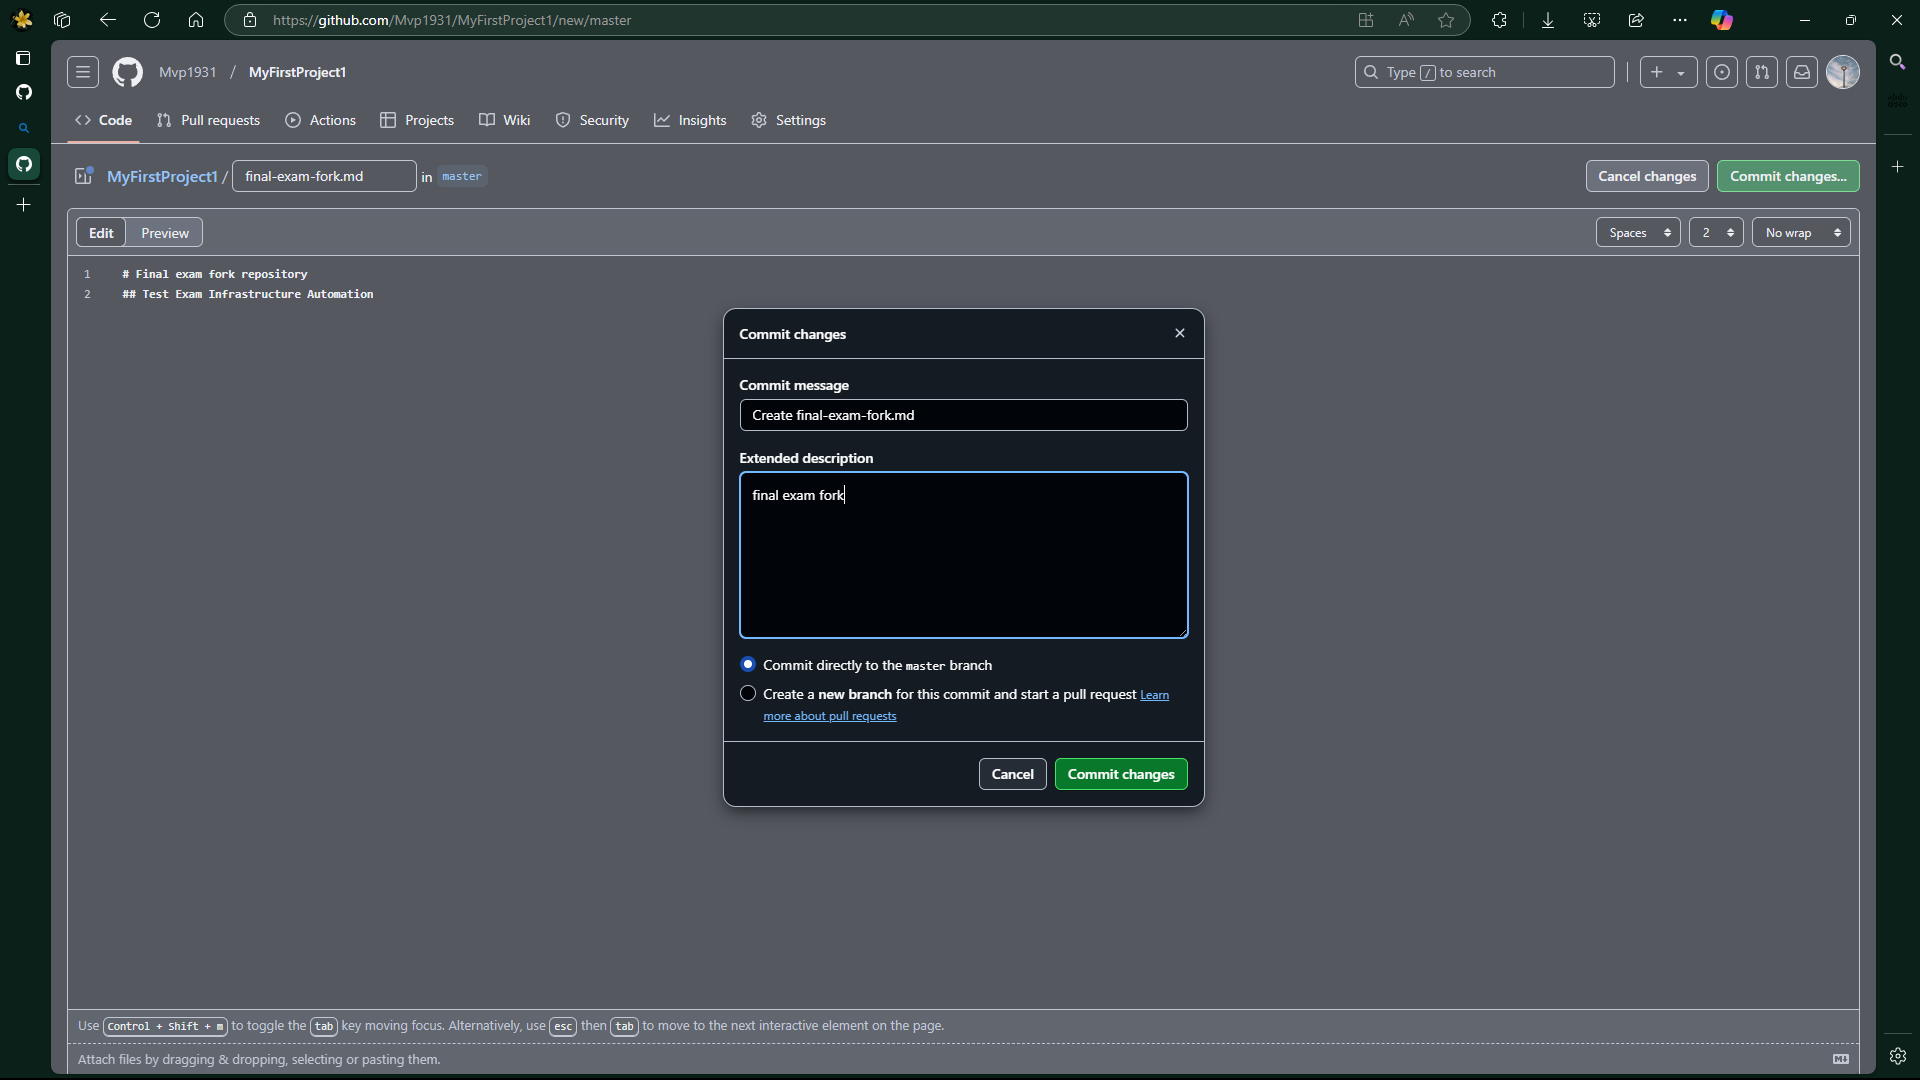 https://github.com/Mvp1931/MyFirstProject1/new/master
Mvp1931 / MyFirstProject1
Type / to search
Code Pull requests Actions Projects Wiki Security Insights Settings
MyFirstProject1 / final-exam-fork.md in master
Cancel changes Commit changes...
Edit Preview
Spaces 2 No wrap
1 # Final exam fork repository
2 ## Test Exam Infrastructure Automation
Commit changes
Commit message
Create final-exam-fork.md
Extended description
final exam fork
Commit directly to the master branch
Create a new branch for this commit and start a pull request Learn
more about pull requests
Cancel Commit changes
Use Control + Shift + m to toggle the tab key moving focus. Alternatively, use esc then tab to move to the next interactive element on the page.
Attach files by dragging & dropping, selecting or pasting them.